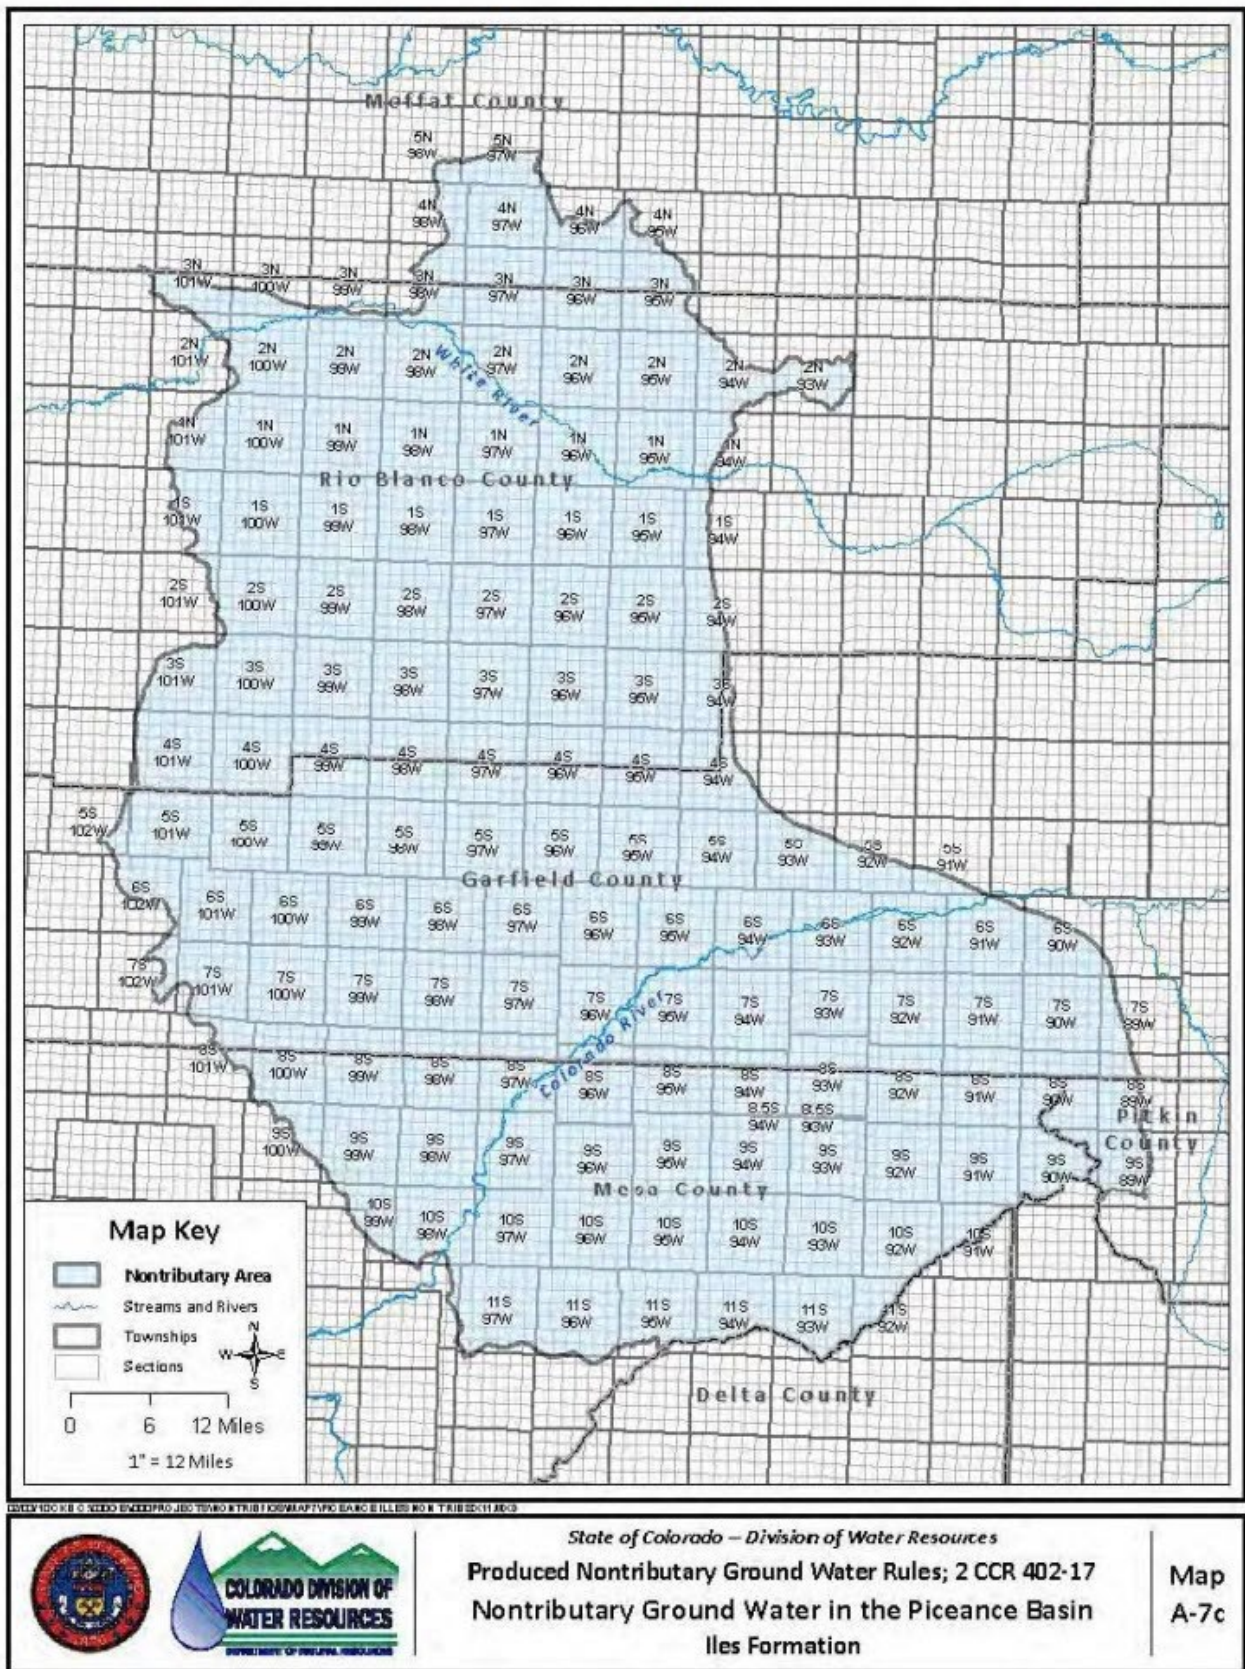 Moffat County
5N 98W
5N 97W
4N 98W
4N 97W
4N 96W
4N 95W
3N 101W
3N 100W
3N 99W
3N 98W
3N 97W
3N 96W
3N 95W
2N 101W
2N 100W
2N 99W
2N 98W
2N 97W
2N 96W
2N 95W
2N 94W
2N 93W
White River
101W
1N 100W
1N 99W
1N 98W
1N 97W
1N 96W
1N 95W
1N 94W
Rio Blanco County
1S 101W
1S 100W
1S 99W
1S 98W
1S 97W
1S 96W
1S 95W
1S 94W
2S 101W
2S 100W
2S 99W
2S 98W
2S 97W
2S 96W
2S 95W
2S 94W
3S 101W
3S 100W
3S 99W
3S 98W
3S 97W
3S 96W
3S 95W
3S 94W
4S 101W
4S 100W
4S 99W
4S 98W
4S 97W
4S 96W
4S 95W
4S 94W
5S 102W
5S 101W
5S 100W
5S 99W
5S 98W
5S 97W
5S 96W
5S 95W
5S 94W
93W
5S 92W
5S 91W
Garfield County
6S 102W
6S 101W
6S 100W
6S 99W
6S 98W
6S 97W
6S 96W
6S 95W
6S 94W
6S 93W
6S 92W
6S 91W
6S 90W
7S 102W
7S 101W
7S 100W
7S 99W
7S 98W
7S 97W
7S 96W
7S 95W
7S 94W
7S 93W
7S 92W
7S 91W
7S 90W
7S 89W
Colorado River
8S 101W
8S 100W
8S 99W
8S 98W
8S 97W
8S 96W
8S 95W
8S 94W
8S 93W
8S 92W
8S 91W
8S 90W
8S 89W
8.5S 94W
8.5S 93W
Pitkin County
9S 100W
9S 99W
9S 98W
9S 97W
9S 96W
9S 95W
9S 94W
9S 93W
9S 92W
9S 91W
9S 90W
9S 89W
Mesa County
10S 99W
10S 98W
10S 97W
10S 96W
10S 95W
10S 94W
10S 93W
10S 92W
10S 91W
11S 97W
11S 96W
11S 95W
11S 94W
11S 93W
11S 92W
Delta County
Map Key
Nontributary Area
Streams and Rivers
Townships
Sections
N
W E
S
0 6 12 Miles
1" = 12 Miles
COLORADO DIVISION OF
WATER RESOURCES
DEPARTMENT OF NATURAL RESOURCES
State of Colorado – Division of Water Resources
Produced Nontributary Ground Water Rules; 2 CCR 402-17
Nontributary Ground Water in the Piceance Basin
Iles Formation
Map
A-7c